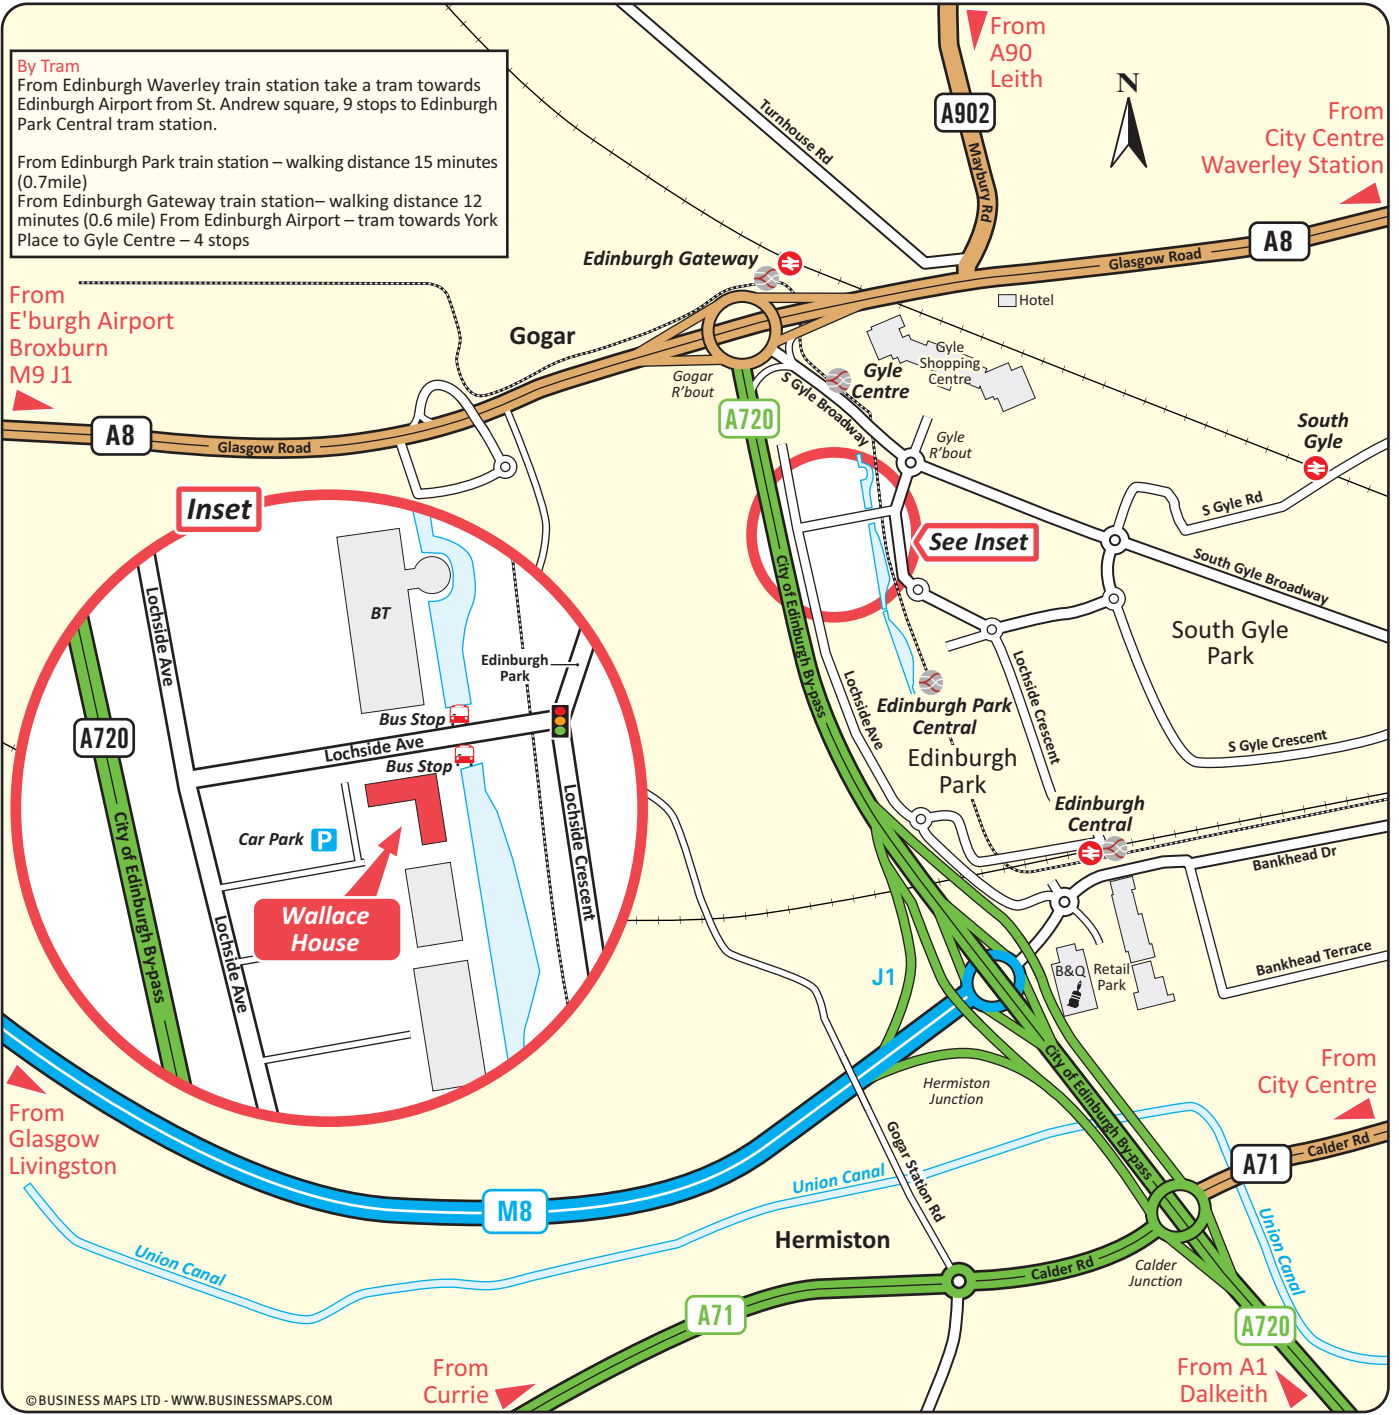 By Tram
From Edinburgh Waverley train station take a tram towards
Edinburgh Airport from St. Andrew square, 9 stops to Edinburgh
Park Central tram station.
From Edinburgh Park train station – walking distance 15 minutes
(0.7mile)
From Edinburgh Gateway train station– walking distance 12
minutes (0.6 mile) From Edinburgh Airport – tram towards York
Place to Gyle Centre – 4 stops
From
A90
Leith
A902
Maybury Rd
Turnhouse Rd
N
From
City Centre
Waverley Station
A8
Glasgow Road
Hotel
Edinburgh Gateway
From
E'burgh Airport
Broxburn
M9 J1
Gogar
Gogar
R'bout
A8
Glasgow Road
A720
S Gyle Broadway
Gyle
Centre
Gyle
Shopping
Centre
Gyle
R'bout
South
Gyle
S Gyle Rd
South Gyle Broadway
See Inset
City of Edinburgh By-pass
South Gyle
Park
Lochside Ave
Lochside Crescent
Edinburgh Park
Central
Edinburgh
Park
S Gyle Crescent
Edinburgh
Central
Bankhead Dr
Bankhead Terrace
B&Q
Retail
Park
J1
Inset
Lochside Ave
BT
Edinburgh
Park
Bus Stop
Lochside Ave
Bus Stop
A720
City of Edinburgh By-pass
Car Park P
Lochside Crescent
Wallace
House
Lochside Ave
From
Glasgow
Livingston
M8
Union Canal
Union Canal
Hermiston
Junction
Gogar Station Rd
City of Edinburgh By-pass
From
City Centre
A71
Calder Rd
Union Canal
Hermiston
Calder Rd
Calder
Junction
A71
A720
From
Currie
From A1
Dalkeith
© BUSINESS MAPS LTD - WWW.BUSINESSMAPS.COM